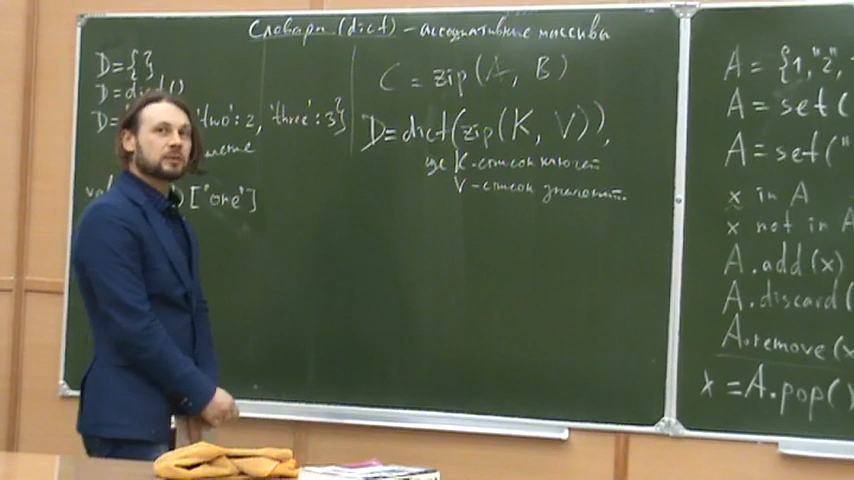 Словари (dict) - ассоциативные массивы
D={}
D=dict()
D= 'two':2, 'three':3}
['one']
C = zip(A, B)
D=dict(zip(K, V)),
где K-список ключей
V-список значений.
A = {1, "2",
A = set(
A = set("
x in A
x not in A
A.add(x)
A.discard(
A.remove(x
x = A.pop()